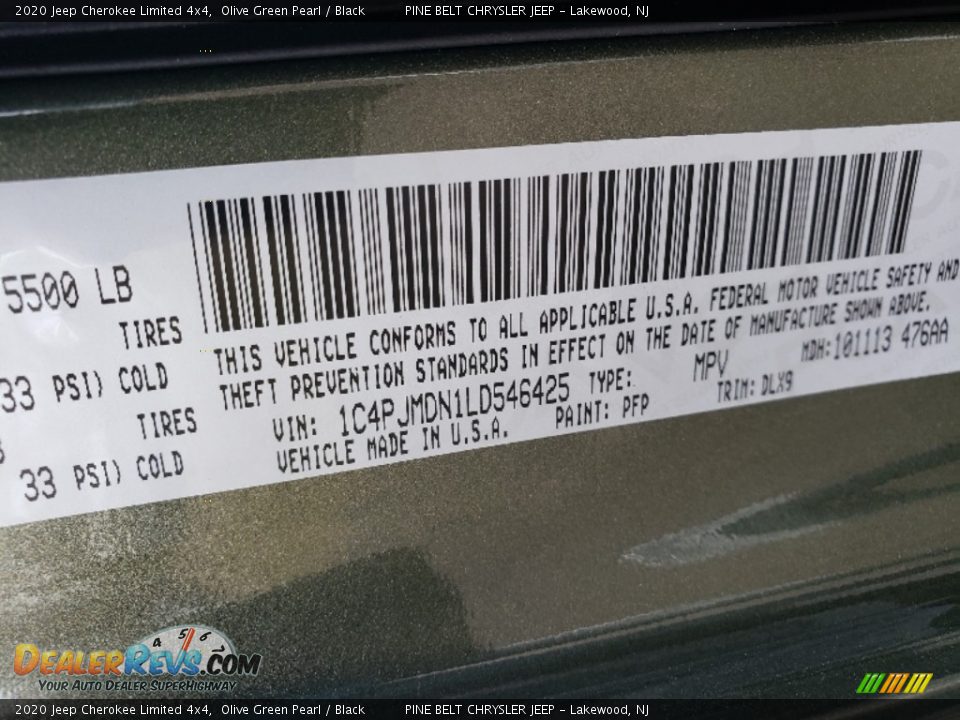 2020 Jeep Cherokee Limited 4x4, Olive Green Pearl / Black PINE BELT CHRYSLER JEEP - Lakewood, NJ
5500 LB
TIRES
33 PSI) COLD
TIRES
33 PSI) COLD
THIS VEHICLE CONFORMS TO ALL APPLICABLE U.S.A. FEDERAL MOTOR VEHICLE SAFETY AND
THEFT PREVENTION STANDARDS IN EFFECT ON THE DATE OF MANUFACTURE SHOWN ABOVE.
VIN: 1C4PJMDN1LD546425 TYPE: MPV MDH:101113 476AA
VEHICLE MADE IN U.S.A. PAINT: PFP TRIM: DLX9
4 5 6
DEALERREVS.COM
YOUR AUTO DEALER SUPERHIGHWAY
2020 Jeep Cherokee Limited 4x4, Olive Green Pearl / Black PINE BELT CHRYSLER JEEP - Lakewood, NJ